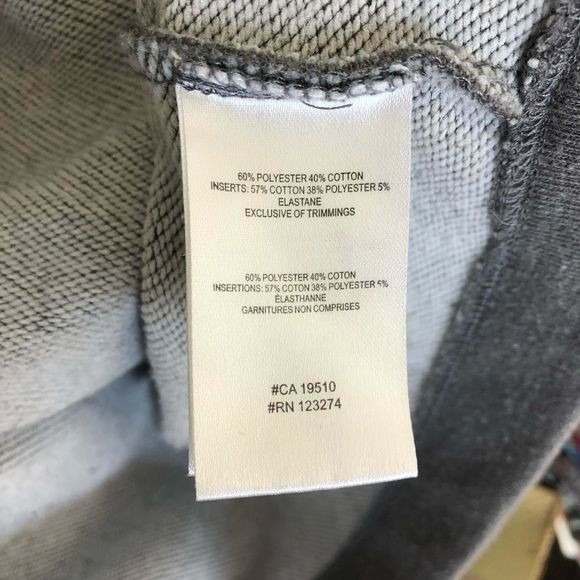 60% POLYESTER 40% COTTON
INSERTS: 57% COTTON 38% POLYESTER 5%
ELASTANE
EXCLUSIVE OF TRIMMINGS
60% POLYESTER 40% COTON
INSERTIONS: 57% COTON 38% POLYESTER 5%
ÉLASTHANNE
GARNITURES NON COMPRISES
#CA 19510
#RN 123274